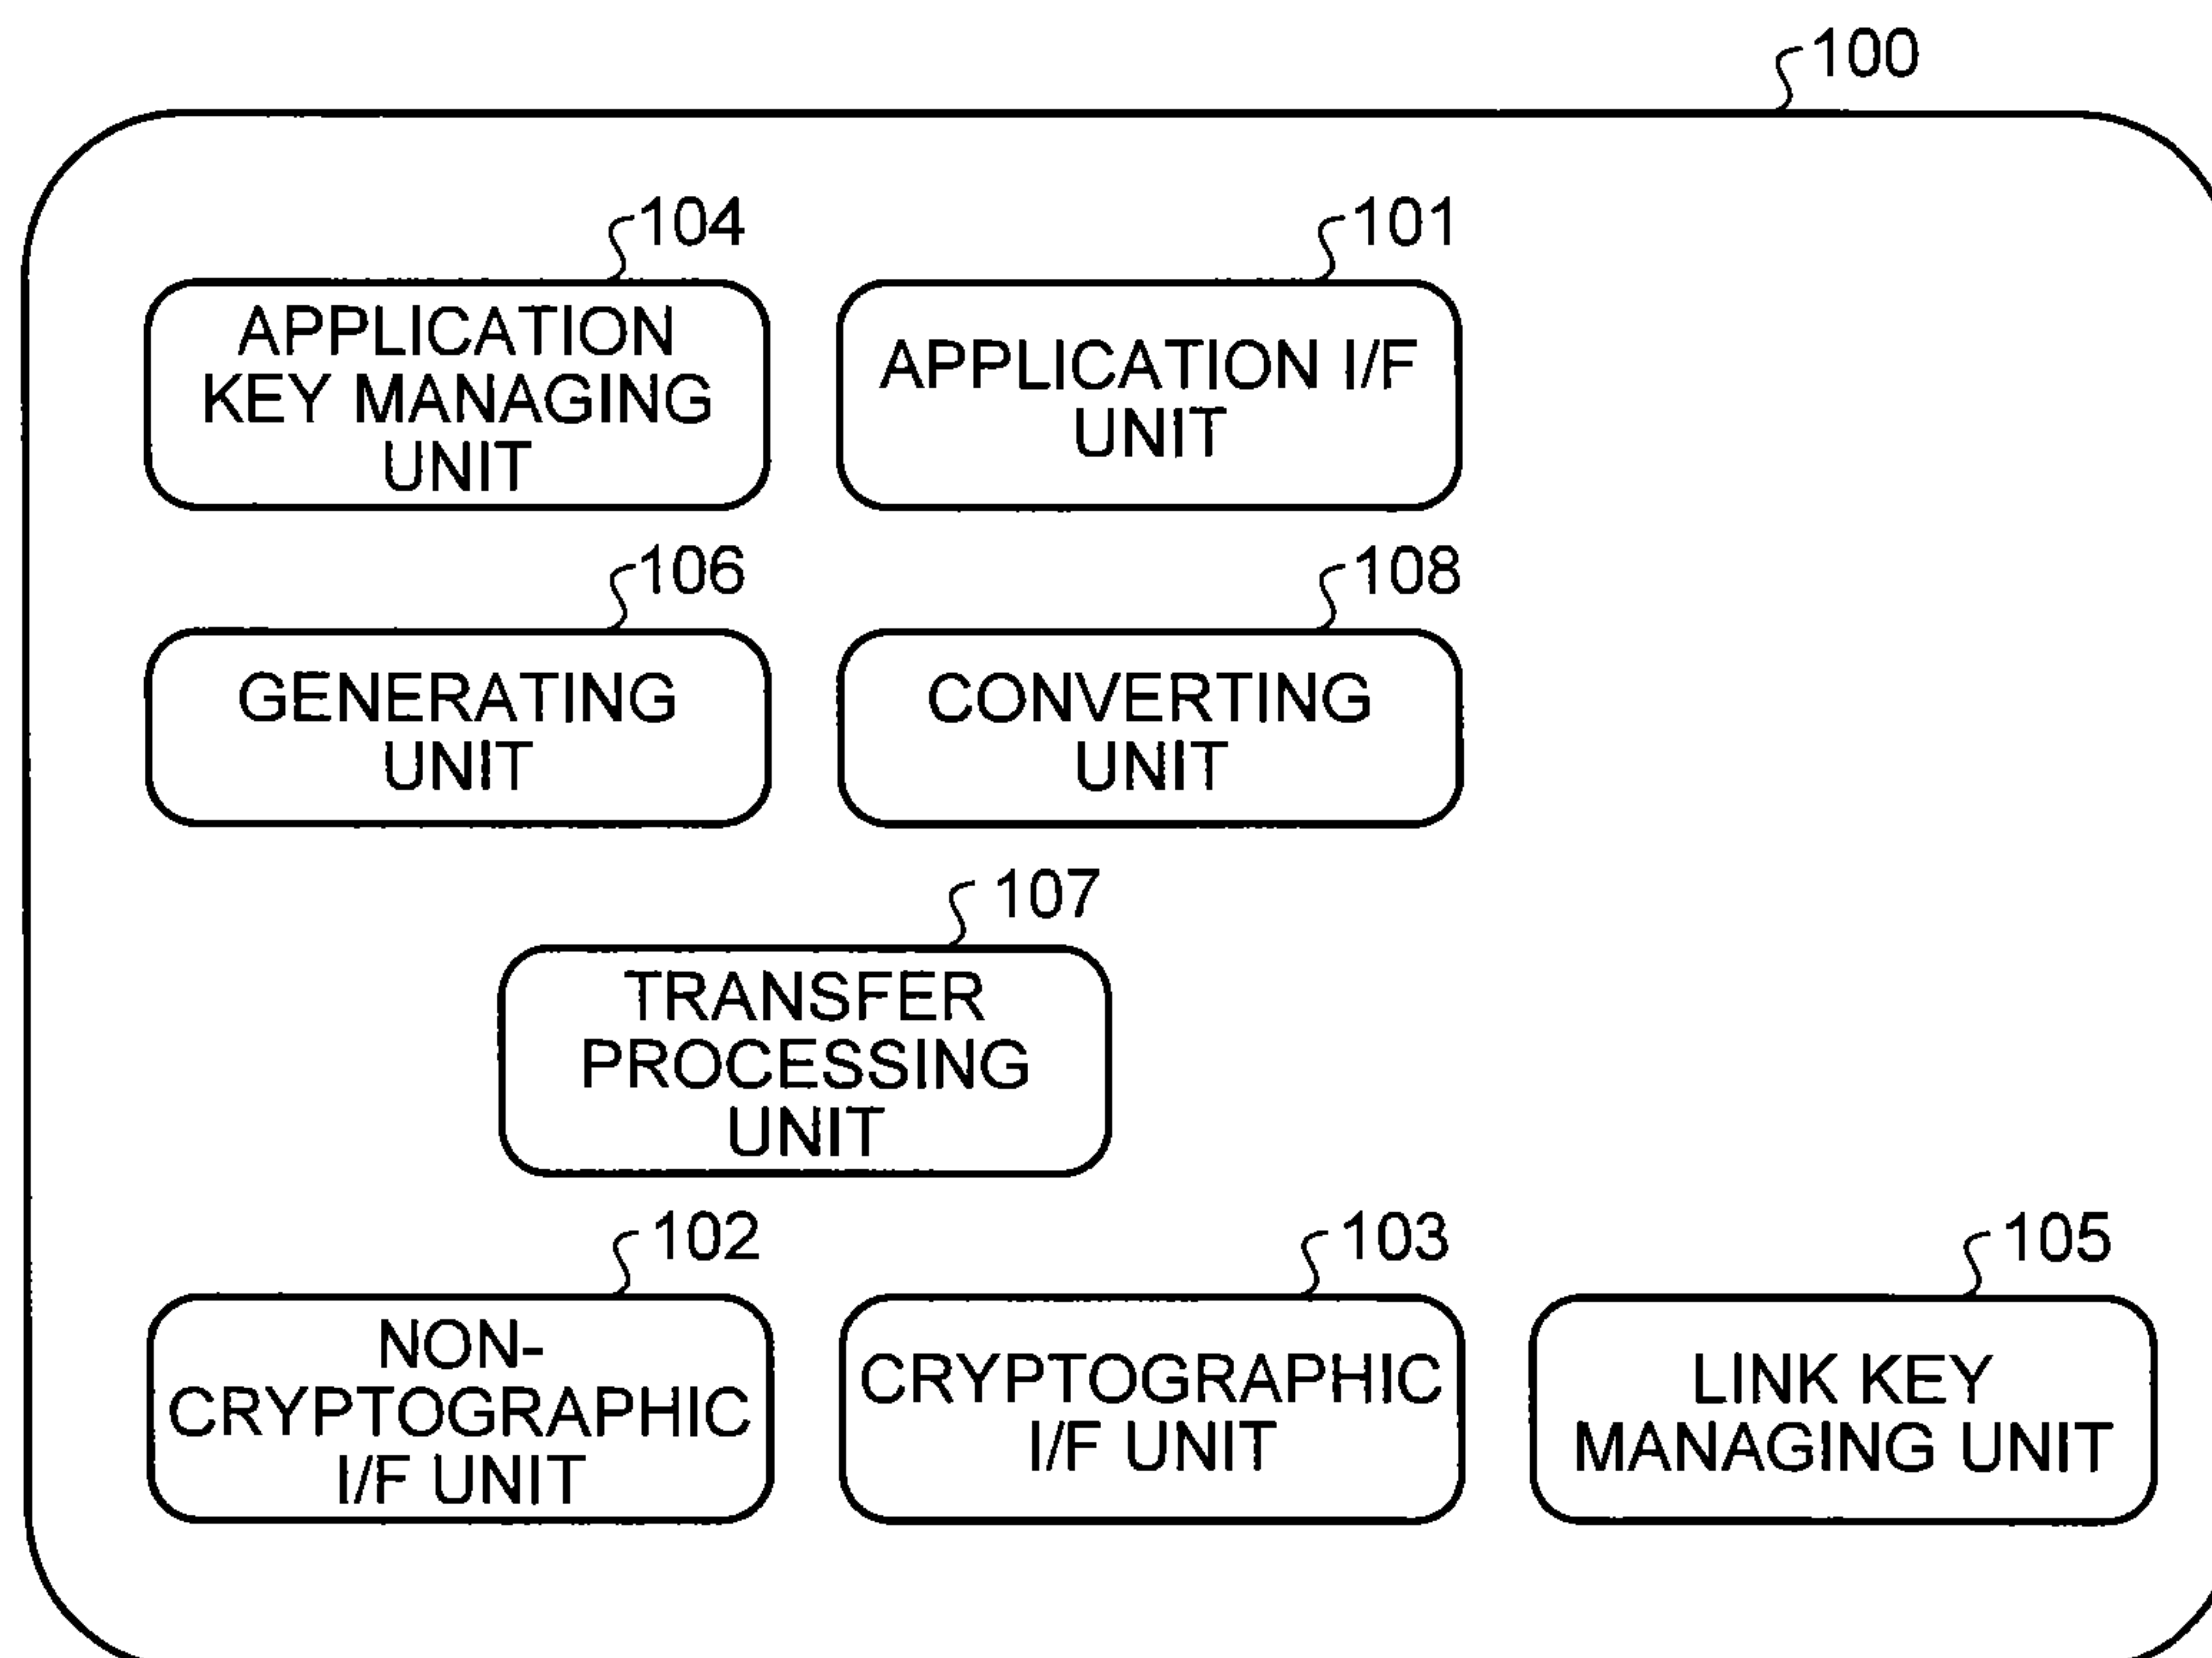 100
104
APPLICATION
KEY MANAGING
UNIT
101
APPLICATION I/F
UNIT
106
GENERATING
UNIT
108
CONVERTING
UNIT
107
TRANSFER
PROCESSING
UNIT
102
NON-
CRYPTOGRAPHIC
I/F UNIT
103
CRYPTOGRAPHIC
I/F UNIT
105
LINK KEY
MANAGING UNIT